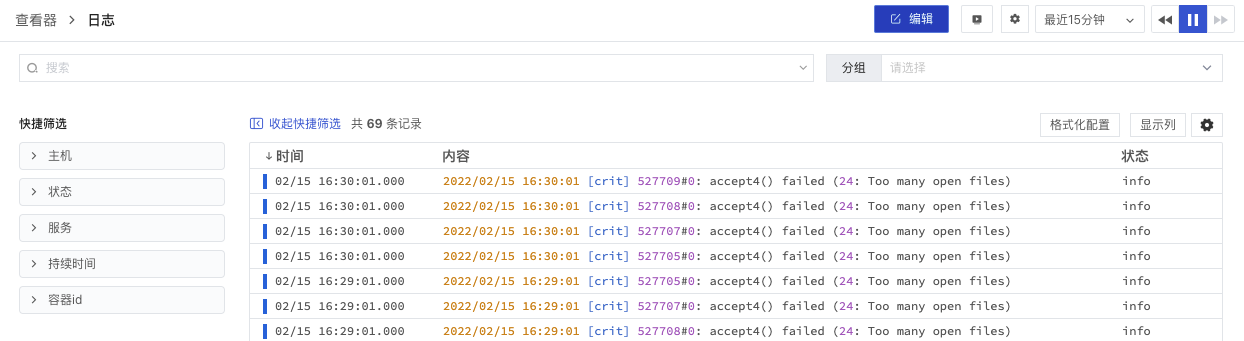 查看器 > 日志 编辑 最近15分钟
搜索 分组 请选择
快捷筛选 收起快捷筛选 共 69 条记录 格式化配置 显示列
主机
状态
服务
持续时间
容器id
↓时间 内容 状态
02/15 16:30:01.000 2022/02/15 16:30:01 [crit] 527709#0: accept4() failed (24: Too many open files) info
02/15 16:30:01.000 2022/02/15 16:30:01 [crit] 527708#0: accept4() failed (24: Too many open files) info
02/15 16:30:01.000 2022/02/15 16:30:01 [crit] 527707#0: accept4() failed (24: Too many open files) info
02/15 16:30:01.000 2022/02/15 16:30:01 [crit] 527705#0: accept4() failed (24: Too many open files) info
02/15 16:29:01.000 2022/02/15 16:29:01 [crit] 527705#0: accept4() failed (24: Too many open files) info
02/15 16:29:01.000 2022/02/15 16:29:01 [crit] 527707#0: accept4() failed (24: Too many open files) info
02/15 16:29:01.000 2022/02/15 16:29:01 [crit] 527708#0: accept4() failed (24: Too many open files) info